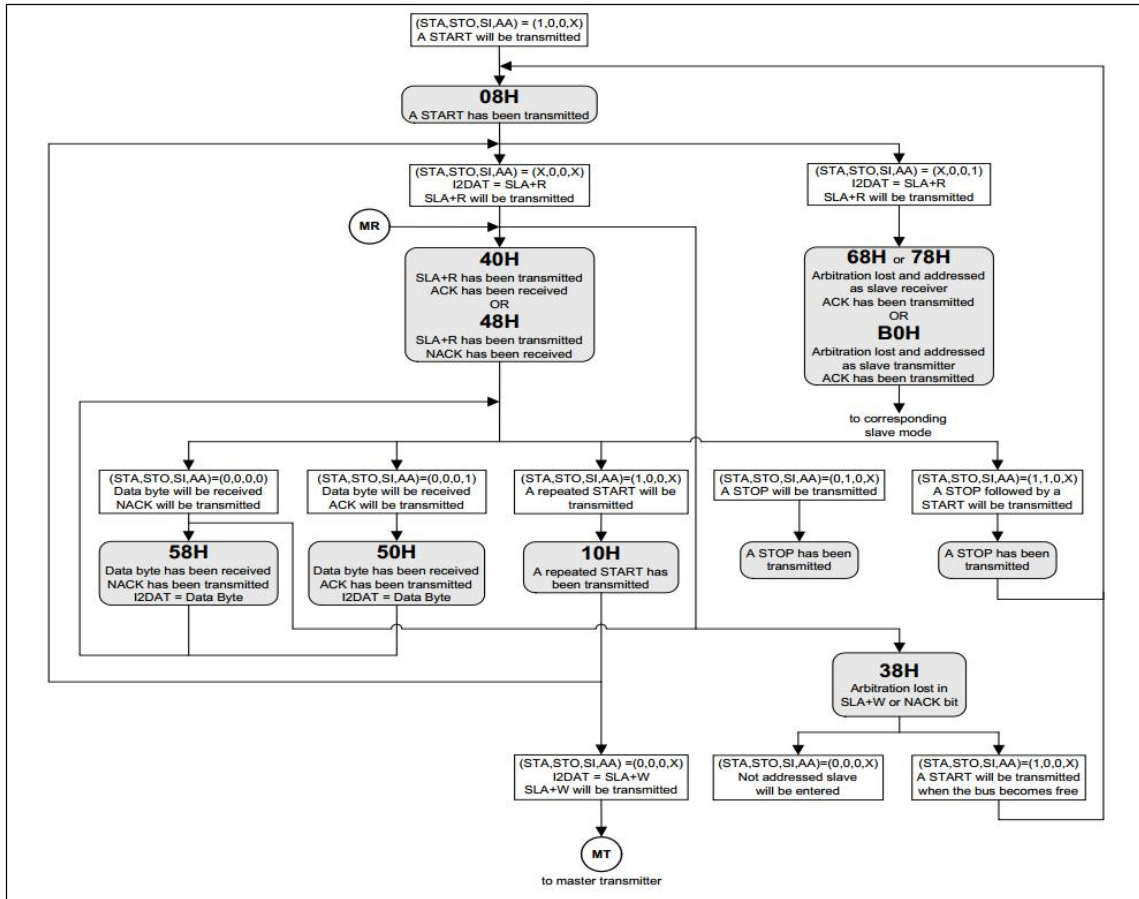 (STA,STO,SI,AA) = (1,0,0,X)
A START will be transmitted
08H
A START has been transmitted
(STA,STO,SI,AA) = (X,0,0,X)
I2DAT = SLA+R
SLA+R will be transmitted
(STA,STO,SI,AA) = (X,0,0,1)
I2DAT = SLA+R
SLA+R will be transmitted
MR
40H
SLA+R has been transmitted
ACK has been received
OR
48H
SLA+R has been transmitted
NACK has been received
68H or 78H
Arbitration lost and addressed
as slave receiver
ACK has been transmitted
OR
B0H
Arbitration lost and addressed
as slave transmitter
ACK has been transmitted
to corresponding
slave mode
(STA,STO,SI,AA)=(0,0,0,0)
Data byte will be received
NACK will be transmitted
(STA,STO,SI,AA)=(0,0,0,1)
Data byte will be received
ACK will be transmitted
(STA,STO,SI,AA)=(1,0,0,X)
A repeated START will be
transmitted
(STA,STO,SI,AA)=(0,1,0,X)
A STOP will be transmitted
(STA,STO,SI,AA)=(1,1,0,X)
A STOP followed by a
START will be transmitted
58H
Data byte has been received
NACK has been transmitted
I2DAT = Data Byte
50H
Data byte has been received
ACK has been transmitted
I2DAT = Data Byte
10H
A repeated START has
been transmitted
A STOP has been
transmitted
A STOP has been
transmitted
38H
Arbitration lost in
SLA+W or NACK bit
(STA,STO,SI,AA) =(0,0,0,X)
I2DAT = SLA+W
SLA+W will be transmitted
(STA,STO,SI,AA)=(0,0,0,X)
Not addressed slave
will be entered
(STA,STO,SI,AA)=(1,0,0,X)
A START will be transmitted
when the bus becomes free
MT
to master transmitter